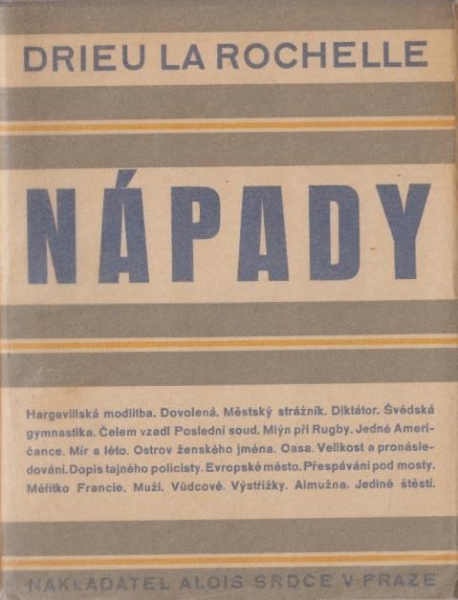 DRIEU LA ROCHELLE
NÁPADY
Hargevillská modlitba. Dovolená. Městský strážník. Diktátor. Švédská
gymnastika. Čelem vzad! Poslední soud. Mlýn při Rugby. Jedné Ameri-
čance. Mír a léto. Ostrov ženského jména. Oasa. Velikost a pronásle-
dování. Dopis tajného policisty. Evropské město. Přespávání pod mosty.
Měřítko Francie. Muži. Vůdcové. Výstřižky. Almužna. Jediné štěstí.
NAKLADATEL ALOIS SRDCE V PRAZE